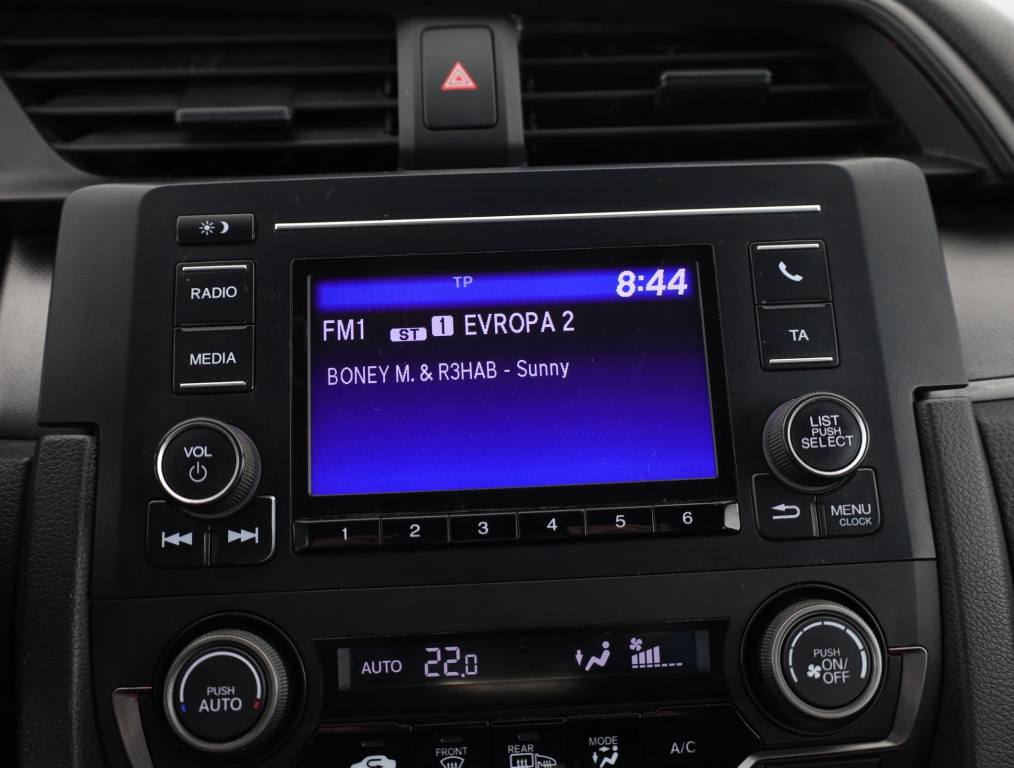 TP 8:44
RADIO
FM1 ST 1 EVROPA 2
TA
MEDIA
BONEY M. & R3HAB - Sunny
VOL
LIST
PUSH
SELECT
MENU
CLOCK
1 2 3 4 5 6
PUSH
AUTO
AUTO 22.0
PUSH
ON/
OFF
FRONT
REAR
MODE
A/C